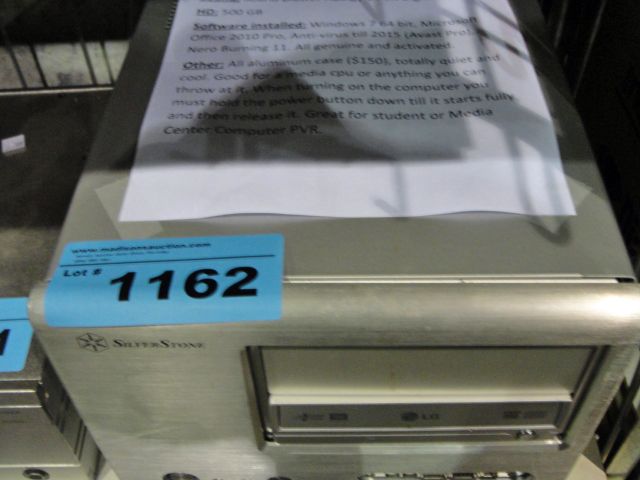 HD: 500 GB
Software installed: Windows 7 64 bit, Microsoft
Office 2010 Pro, Anti-virus till 2015 (Avast Pro),
Nero Burning 11. All genuine and activated.
Other: All aluminum case ($150), totally quiet and
cool. Good for a media cpu or anything you can
throw at it. When turning on the computer you
must hold the power button down till it starts fully
and then release it. Great for student or Media
Center Computer PVR.
www.madisonsauction.com
Lot # 1162
1
SILVERSTONE
LG